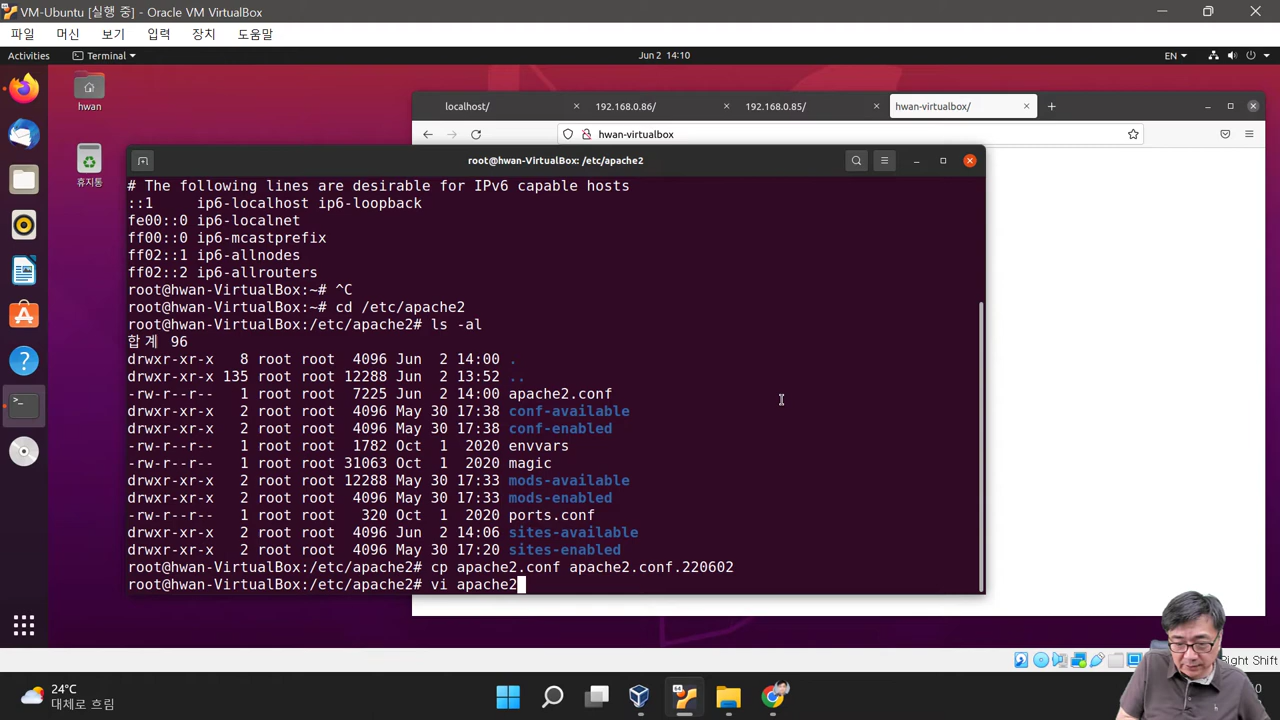 VM-Ubuntu [실행 중] - Oracle VM VirtualBox
파일 머신 보기 입력 장치 도움말
Activities Terminal Jun 2 14:10 EN
hwan
휴지통
localhost/ 192.168.0.86/ 192.168.0.85/ hwan-virtualbox/
hwan-virtualbox
root@hwan-VirtualBox: /etc/apache2
# The following lines are desirable for IPv6 capable hosts
::1     ip6-localhost ip6-loopback
fe00::0 ip6-localnet
ff00::0 ip6-mcastprefix
ff02::1 ip6-allnodes
ff02::2 ip6-allrouters
root@hwan-VirtualBox:~# ^C
root@hwan-VirtualBox:~# cd /etc/apache2
root@hwan-VirtualBox:/etc/apache2# ls -al
합계 96
drwxr-xr-x   8 root root  4096 Jun  2 14:00 .
drwxr-xr-x 135 root root 12288 Jun  2 13:52 ..
-rw-r--r--   1 root root  7225 Jun  2 14:00 apache2.conf
drwxr-xr-x   2 root root  4096 May 30 17:38 conf-available
drwxr-xr-x   2 root root  4096 May 30 17:38 conf-enabled
-rw-r--r--   1 root root  1782 Oct  1  2020 envvars
-rw-r--r--   1 root root 31063 Oct  1  2020 magic
drwxr-xr-x   2 root root 12288 May 30 17:33 mods-available
drwxr-xr-x   2 root root  4096 May 30 17:33 mods-enabled
-rw-r--r--   1 root root   320 Oct  1  2020 ports.conf
drwxr-xr-x   2 root root  4096 Jun  2 14:06 sites-available
drwxr-xr-x   2 root root  4096 May 30 17:20 sites-enabled
root@hwan-VirtualBox:/etc/apache2# cp apache2.conf apache2.conf.220602
root@hwan-VirtualBox:/etc/apache2# vi apache2
Right Shift
24°C
대체로 흐림